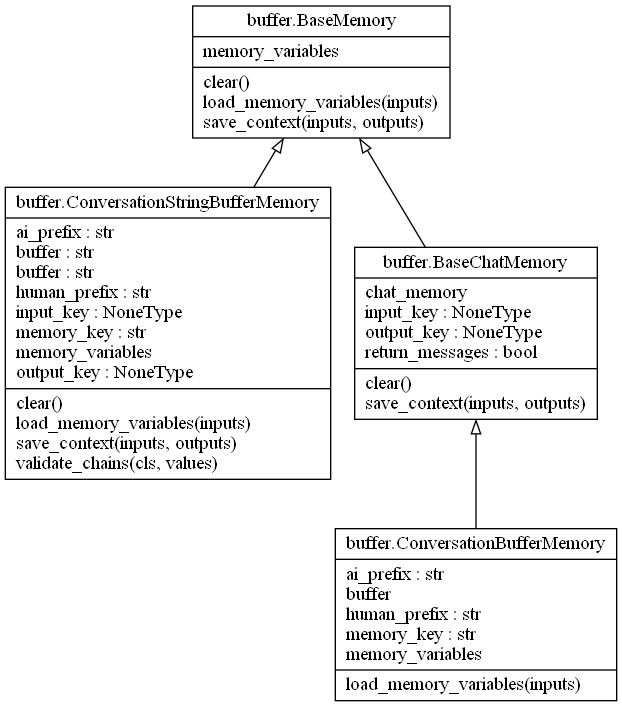 buffer.BaseMemory
memory_variables
clear()
load_memory_variables(inputs)
save_context(inputs, outputs)
buffer.ConversationStringBufferMemory
ai_prefix : str
buffer : str
buffer : str
human_prefix : str
input_key : NoneType
memory_key : str
memory_variables
output_key : NoneType
clear()
load_memory_variables(inputs)
save_context(inputs, outputs)
validate_chains(cls, values)
buffer.BaseChatMemory
chat_memory
input_key : NoneType
output_key : NoneType
return_messages : bool
clear()
save_context(inputs, outputs)
buffer.ConversationBufferMemory
ai_prefix : str
buffer
human_prefix : str
memory_key : str
memory_variables
load_memory_variables(inputs)